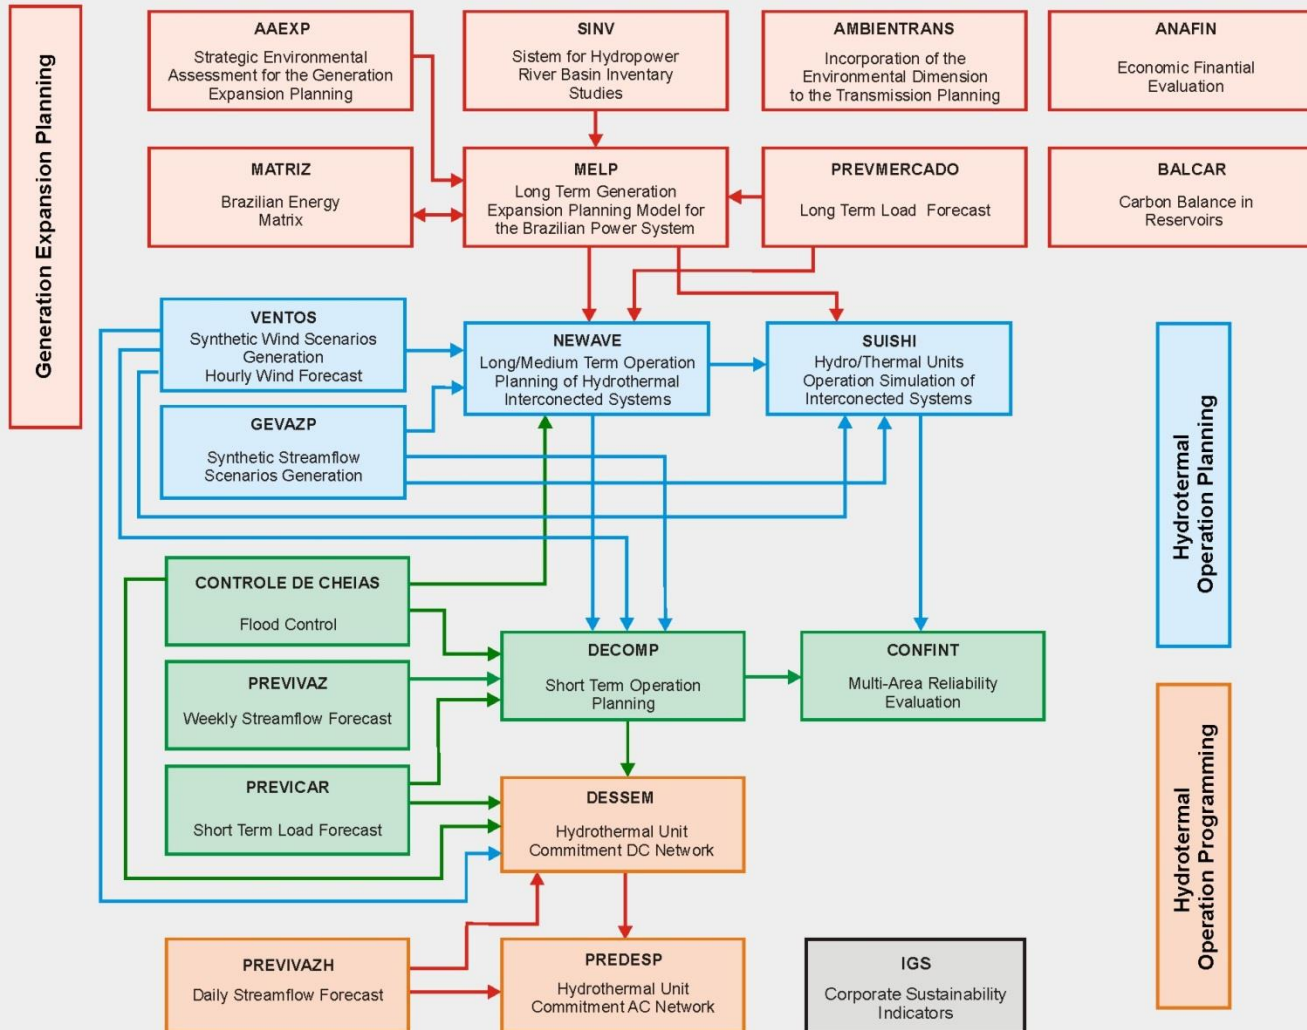 Generation Expansion Planning
AAEXP
Strategic Environmental
Assessment for the Generation
Expansion Planning
SINV
Sistem for Hydropower
River Basin Inventory
Studies
AMBIENTRANS
Incorporation of the
Environmental Dimension
to the Transmission Planning
ANAFIN
Economic Finantial
Evaluation
MATRIZ
Brazilian Energy
Matrix
MELP
Long Term Generation
Expansion Planning Model for
the Brazilian Power System
PREVMERCADO
Long Term Load Forecast
BALCAR
Carbon Balance in
Reservoirs
VENTOS
Synthetic Wind Scenarios
Generation
Hourly Wind Forecast
NEWAVE
Long/Medium Term Operation
Planning of Hydrothermal
Interconnected Systems
SUISHI
Hydro/Thermal Units
Operation Simulation of
Interconected Systems
GEVAZP
Synthetic Streamflow
Scenarios Generation
Hydrotermal
Operation Planning
CONTROLE DE CHEIAS
Flood Control
PREVIVAZ
Weekly Streamflow Forecast
DECOMP
Short Term Operation
Planning
CONFINT
Multi-Area Reliability
Evaluation
PREVICAR
Short Term Load Forecast
DESSEM
Hydrothermal Unit
Commitment DC Network
Hydrotermal
Operation Programming
PREVIVAZH
Daily Streamflow Forecast
PREDESP
Hydrothermal Unit
Commitment AC Network
IGS
Corporate Sustainability
Indicators